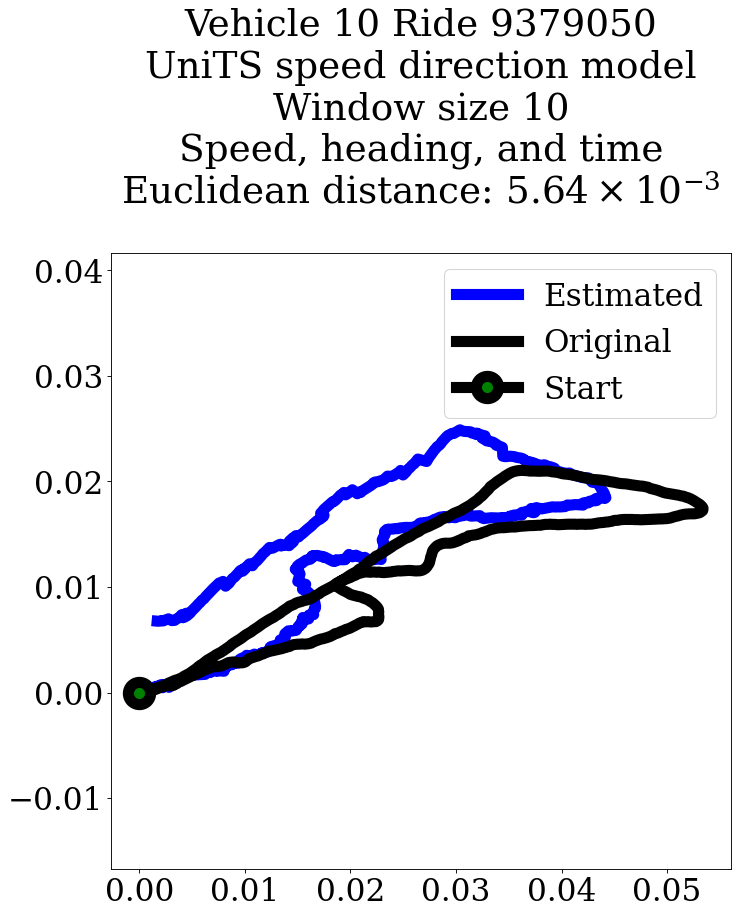 Vehicle 10 Ride 9379050
UniTS speed direction model
Window size 10
Speed, heading, and time
Euclidean distance: 5.64 × 10⁻³
Estimated
Original
Start
0.04
0.03
0.02
0.01
0.00
−0.01
0.00 0.01 0.02 0.03 0.04 0.05